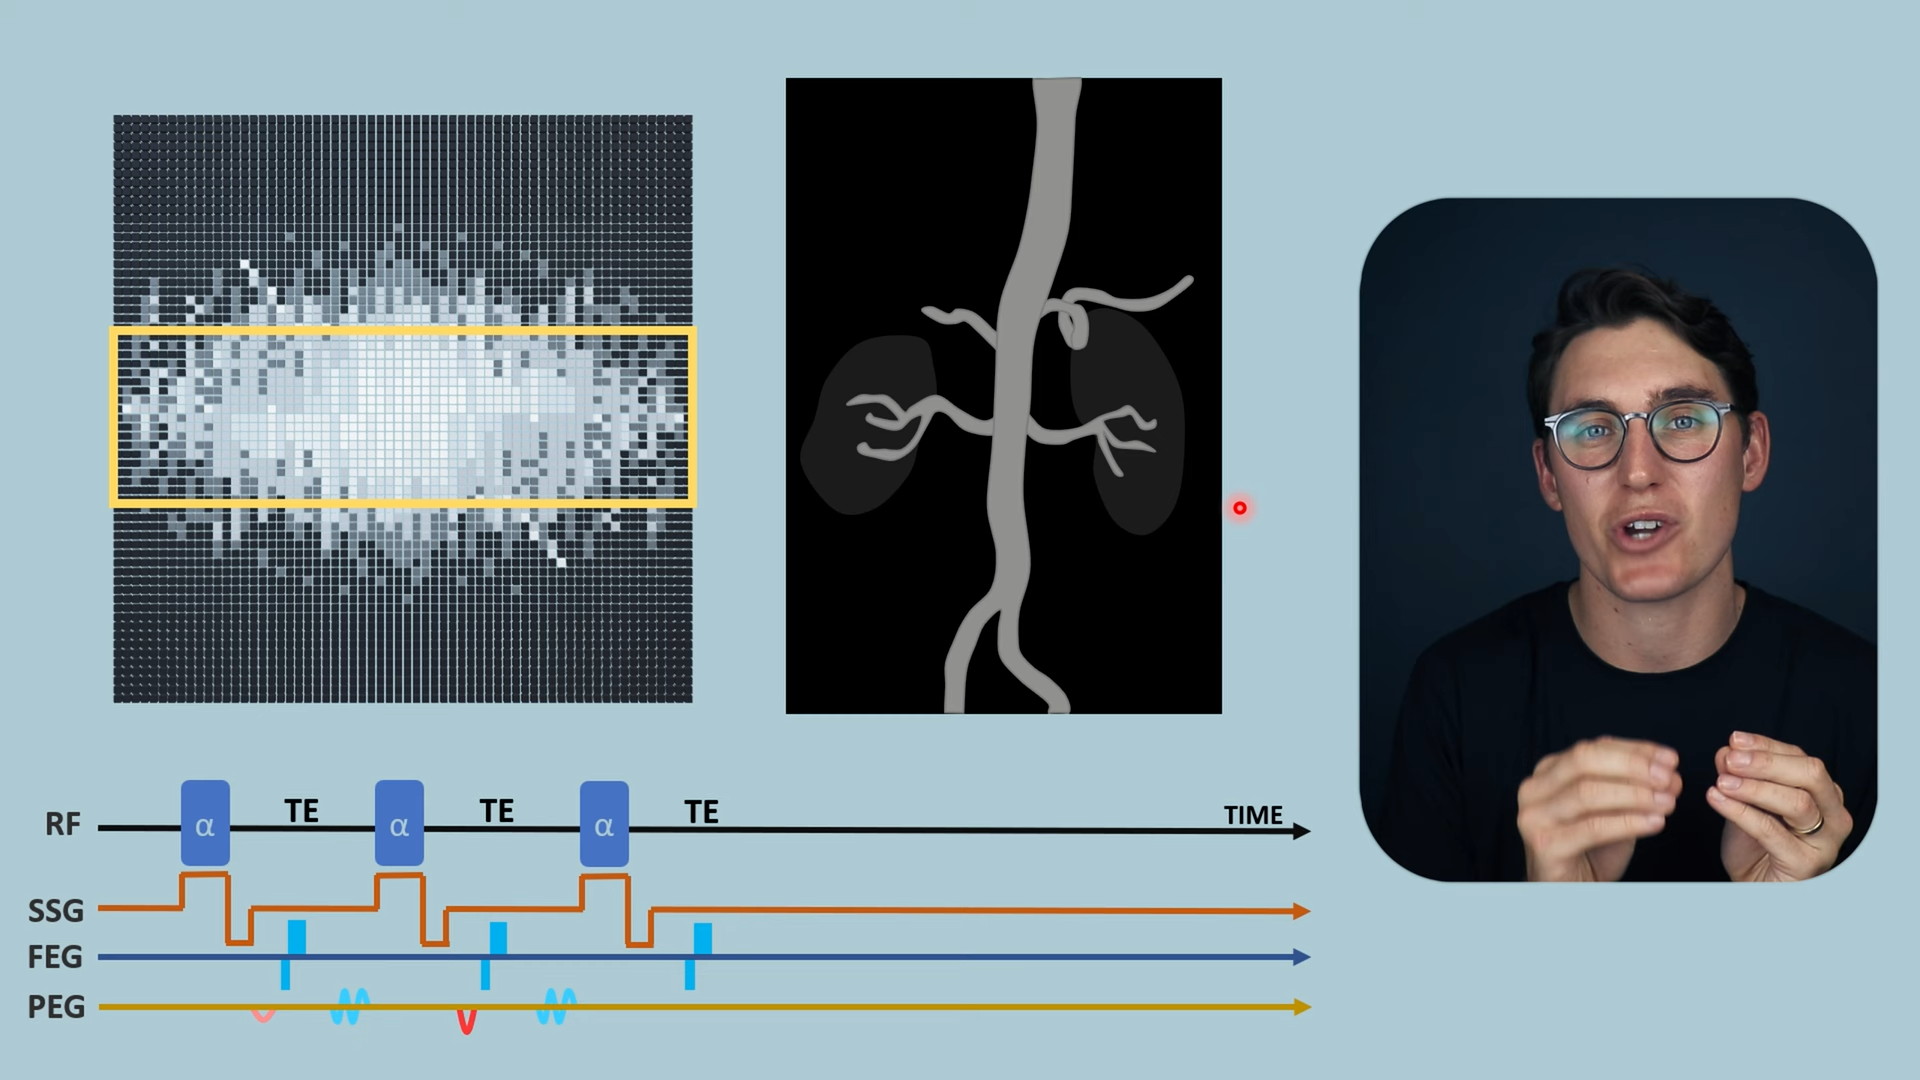 RF α TE α TE α TE TIME
SSG
FEG
PEG